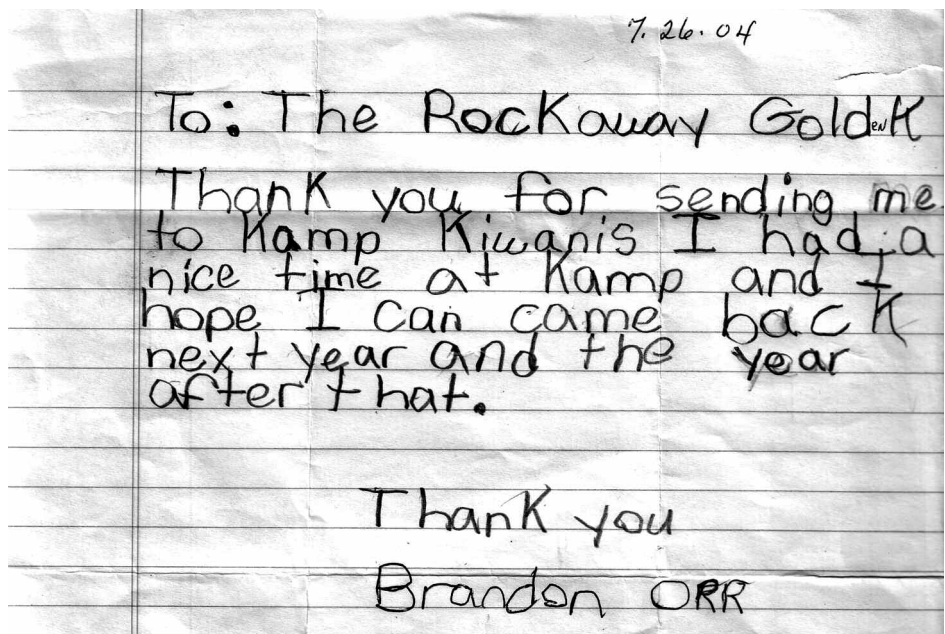 7. 26. 04
To: The Rockaway Golden K
Thank you for sending me
to Kamp Kiwanis I had a
nice time at Kamp and I
hope I can came back
next year and the year
after that.
Thank you
Brandon ORR